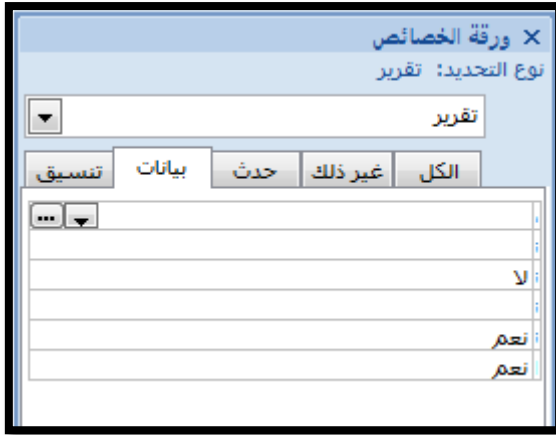 ورقة الخصائص
نوع التحديد: تقرير
تقرير
الكل غير ذلك حدث بيانات تنسيق
لا
نعم
نعم